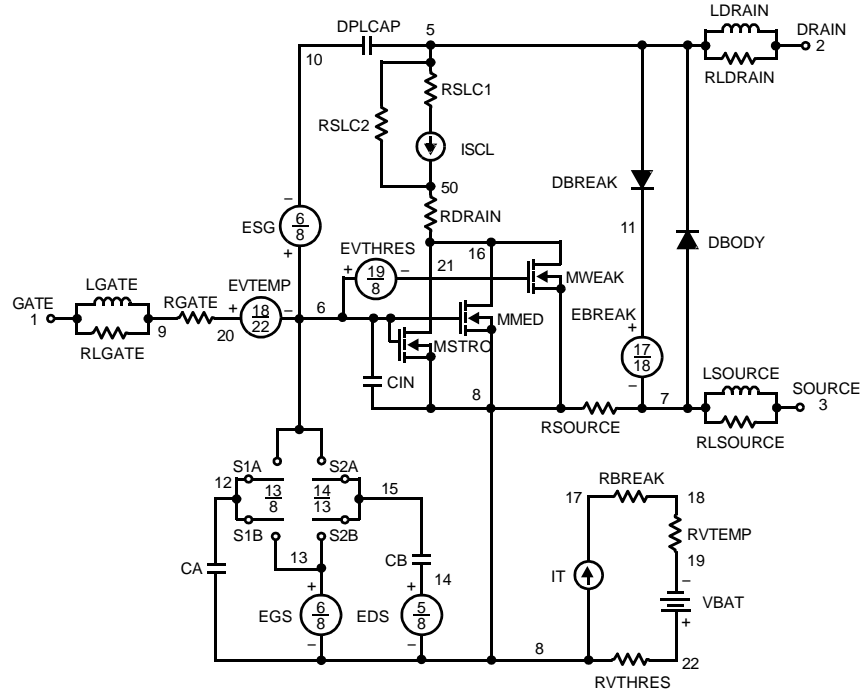 LDRAIN
DPLCAP 5 DRAIN
2
10
RLDRAIN
RSLC1
RSLC2
ISCL
50
DBREAK
RDRAIN
−
6
8
ESG
+
11
DBODY
EVTHRES
16
21
+ 19
8 −
MWEAK
LGATE
EVTEMP
GATE
1
RGATE
+ 18
22 −
6
MMED
EBREAK +
9
20
RLGATE
MSTRO
17
18
−
LSOURCE
CIN
8
7
SOURCE
3
RSOURCE
RLSOURCE
S1A S2A
12
13
8
14
13
15
RBREAK
17 18
S1B S2B
13
RVTEMP
CA
CB
19
+ + 14
IT
−
VBAT
EGS 6
8
EDS 5
8
+
− −
8
22
RVTHRES